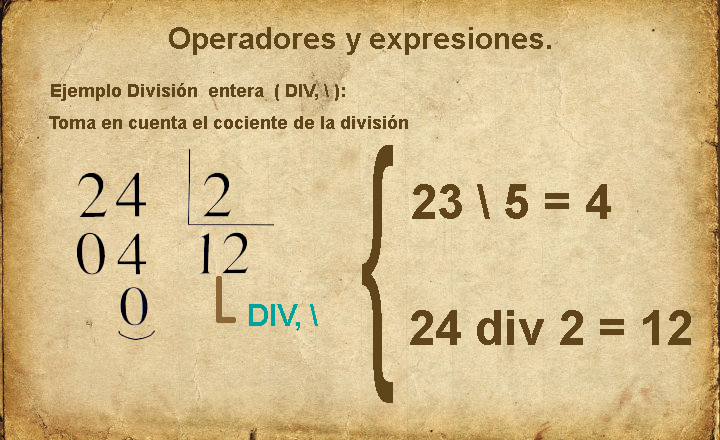 Operadores y expresiones.
Ejemplo División entera ( DIV, \ ):
Toma en cuenta el cociente de la división
24 2
04 12
0
DIV, \
23 \ 5 = 4
24 div 2 = 12